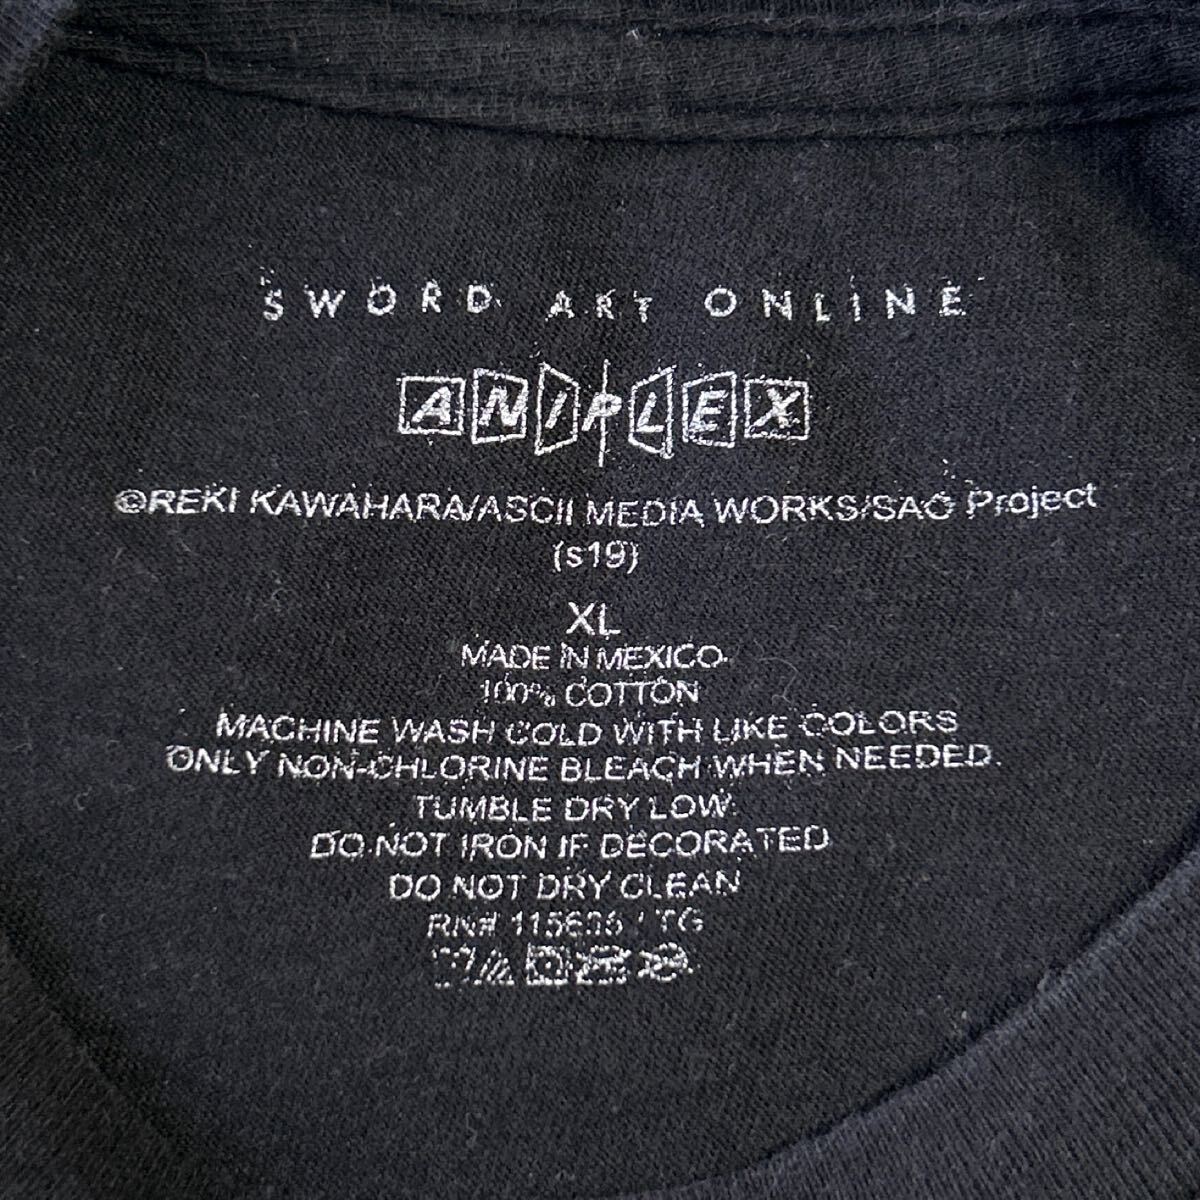 SWORD ART ONLINE
ANIPLEX
©REKI KAWAHARA/ASCII MEDIA WORKS/SAO Project
(s19)
XL
MADE IN MEXICO
100% COTTON
MACHINE WASH COLD WITH LIKE COLORS
ONLY NON-CHLORINE BLEACH WHEN NEEDED.
TUMBLE DRY LOW.
DO NOT IRON IF DECORATED
DO NOT DRY CLEAN
RN# / TG